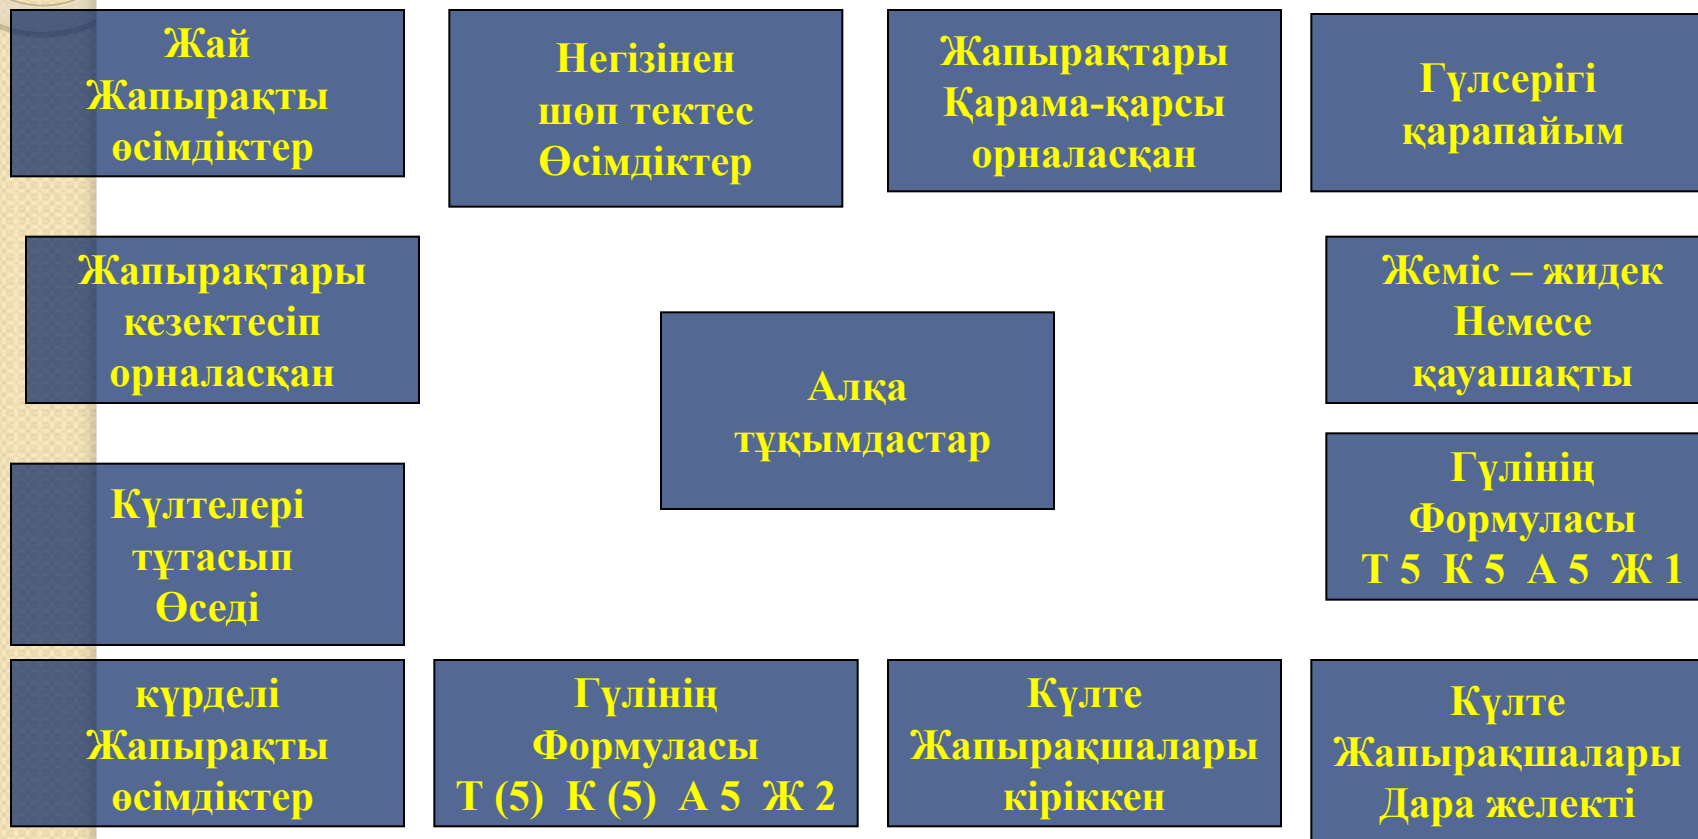 Жай
Жапырақты
өсімдіктер
Негізінен
шөп тектес
Өсімдіктер
Жапырақтары
Қарама-қарсы
орналасқан
Гүлсерігі
қарапайым
Жапырақтары
кезектесіп
орналасқан
Алқа
тұқымдастар
Жеміс – жидек
Немесе
қауашақты
Күлтелері
тұтасып
Өседі
Гүлінің
Формуласы
Т 5 К 5 А 5 Ж 1
күрделі
Жапырақты
өсімдіктер
Гүлінің
Формуласы
Т (5) К (5) А 5 Ж 2
Күлте
Жапырақшалары
кіріккен
Күлте
Жапырақшалары
Дара желекті